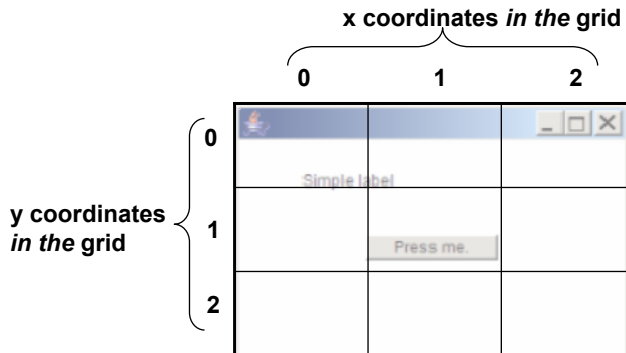 x coordinates in the grid
0 1 2
0
Simple label
y coordinates
in the grid
1
Press me.
2